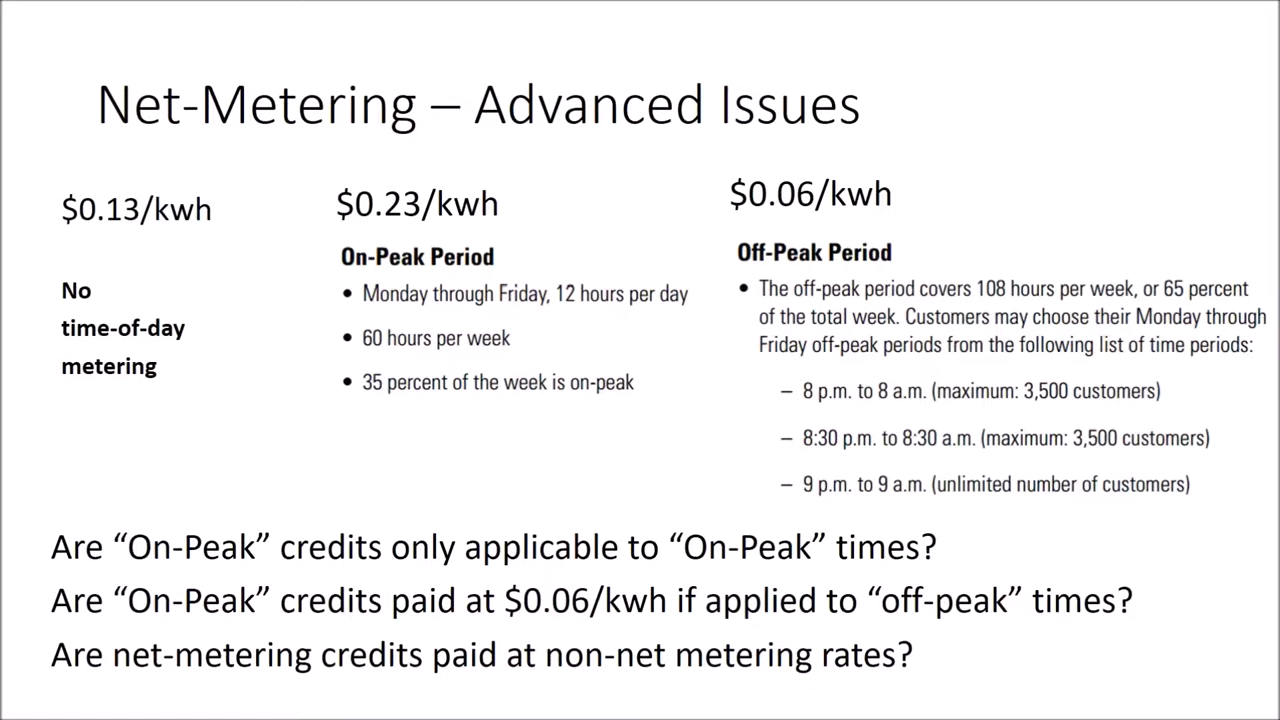 Net-Metering – Advanced Issues
$0.13/kwh
No
time-of-day
metering
$0.23/kwh
On-Peak Period
• Monday through Friday, 12 hours per day
• 60 hours per week
• 35 percent of the week is on-peak
$0.06/kwh
Off-Peak Period
• The off-peak period covers 108 hours per week, or 65 percent
of the total week. Customers may choose their Monday through
Friday off-peak periods from the following list of time periods:
– 8 p.m. to 8 a.m. (maximum: 3,500 customers)
– 8:30 p.m. to 8:30 a.m. (maximum: 3,500 customers)
– 9 p.m. to 9 a.m. (unlimited number of customers)
Are “On-Peak” credits only applicable to “On-Peak” times?
Are “On-Peak” credits paid at $0.06/kwh if applied to “off-peak” times?
Are net-metering credits paid at non-net metering rates?